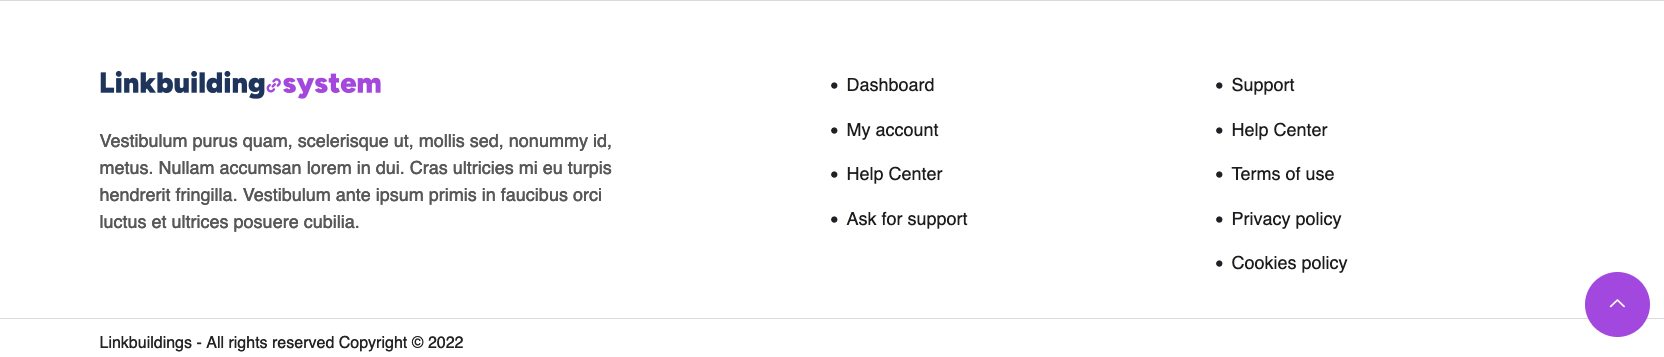 Linkbuilding system
Vestibulum purus quam, scelerisque ut, mollis sed, nonummy id,
metus. Nullam accumsan lorem in dui. Cras ultricies mi eu turpis
hendrerit fringilla. Vestibulum ante ipsum primis in faucibus orci
luctus et ultrices posuere cubilia.
Dashboard
My account
Help Center
Ask for support
Support
Help Center
Terms of use
Privacy policy
Cookies policy
Linkbuildings - All rights reserved Copyright © 2022